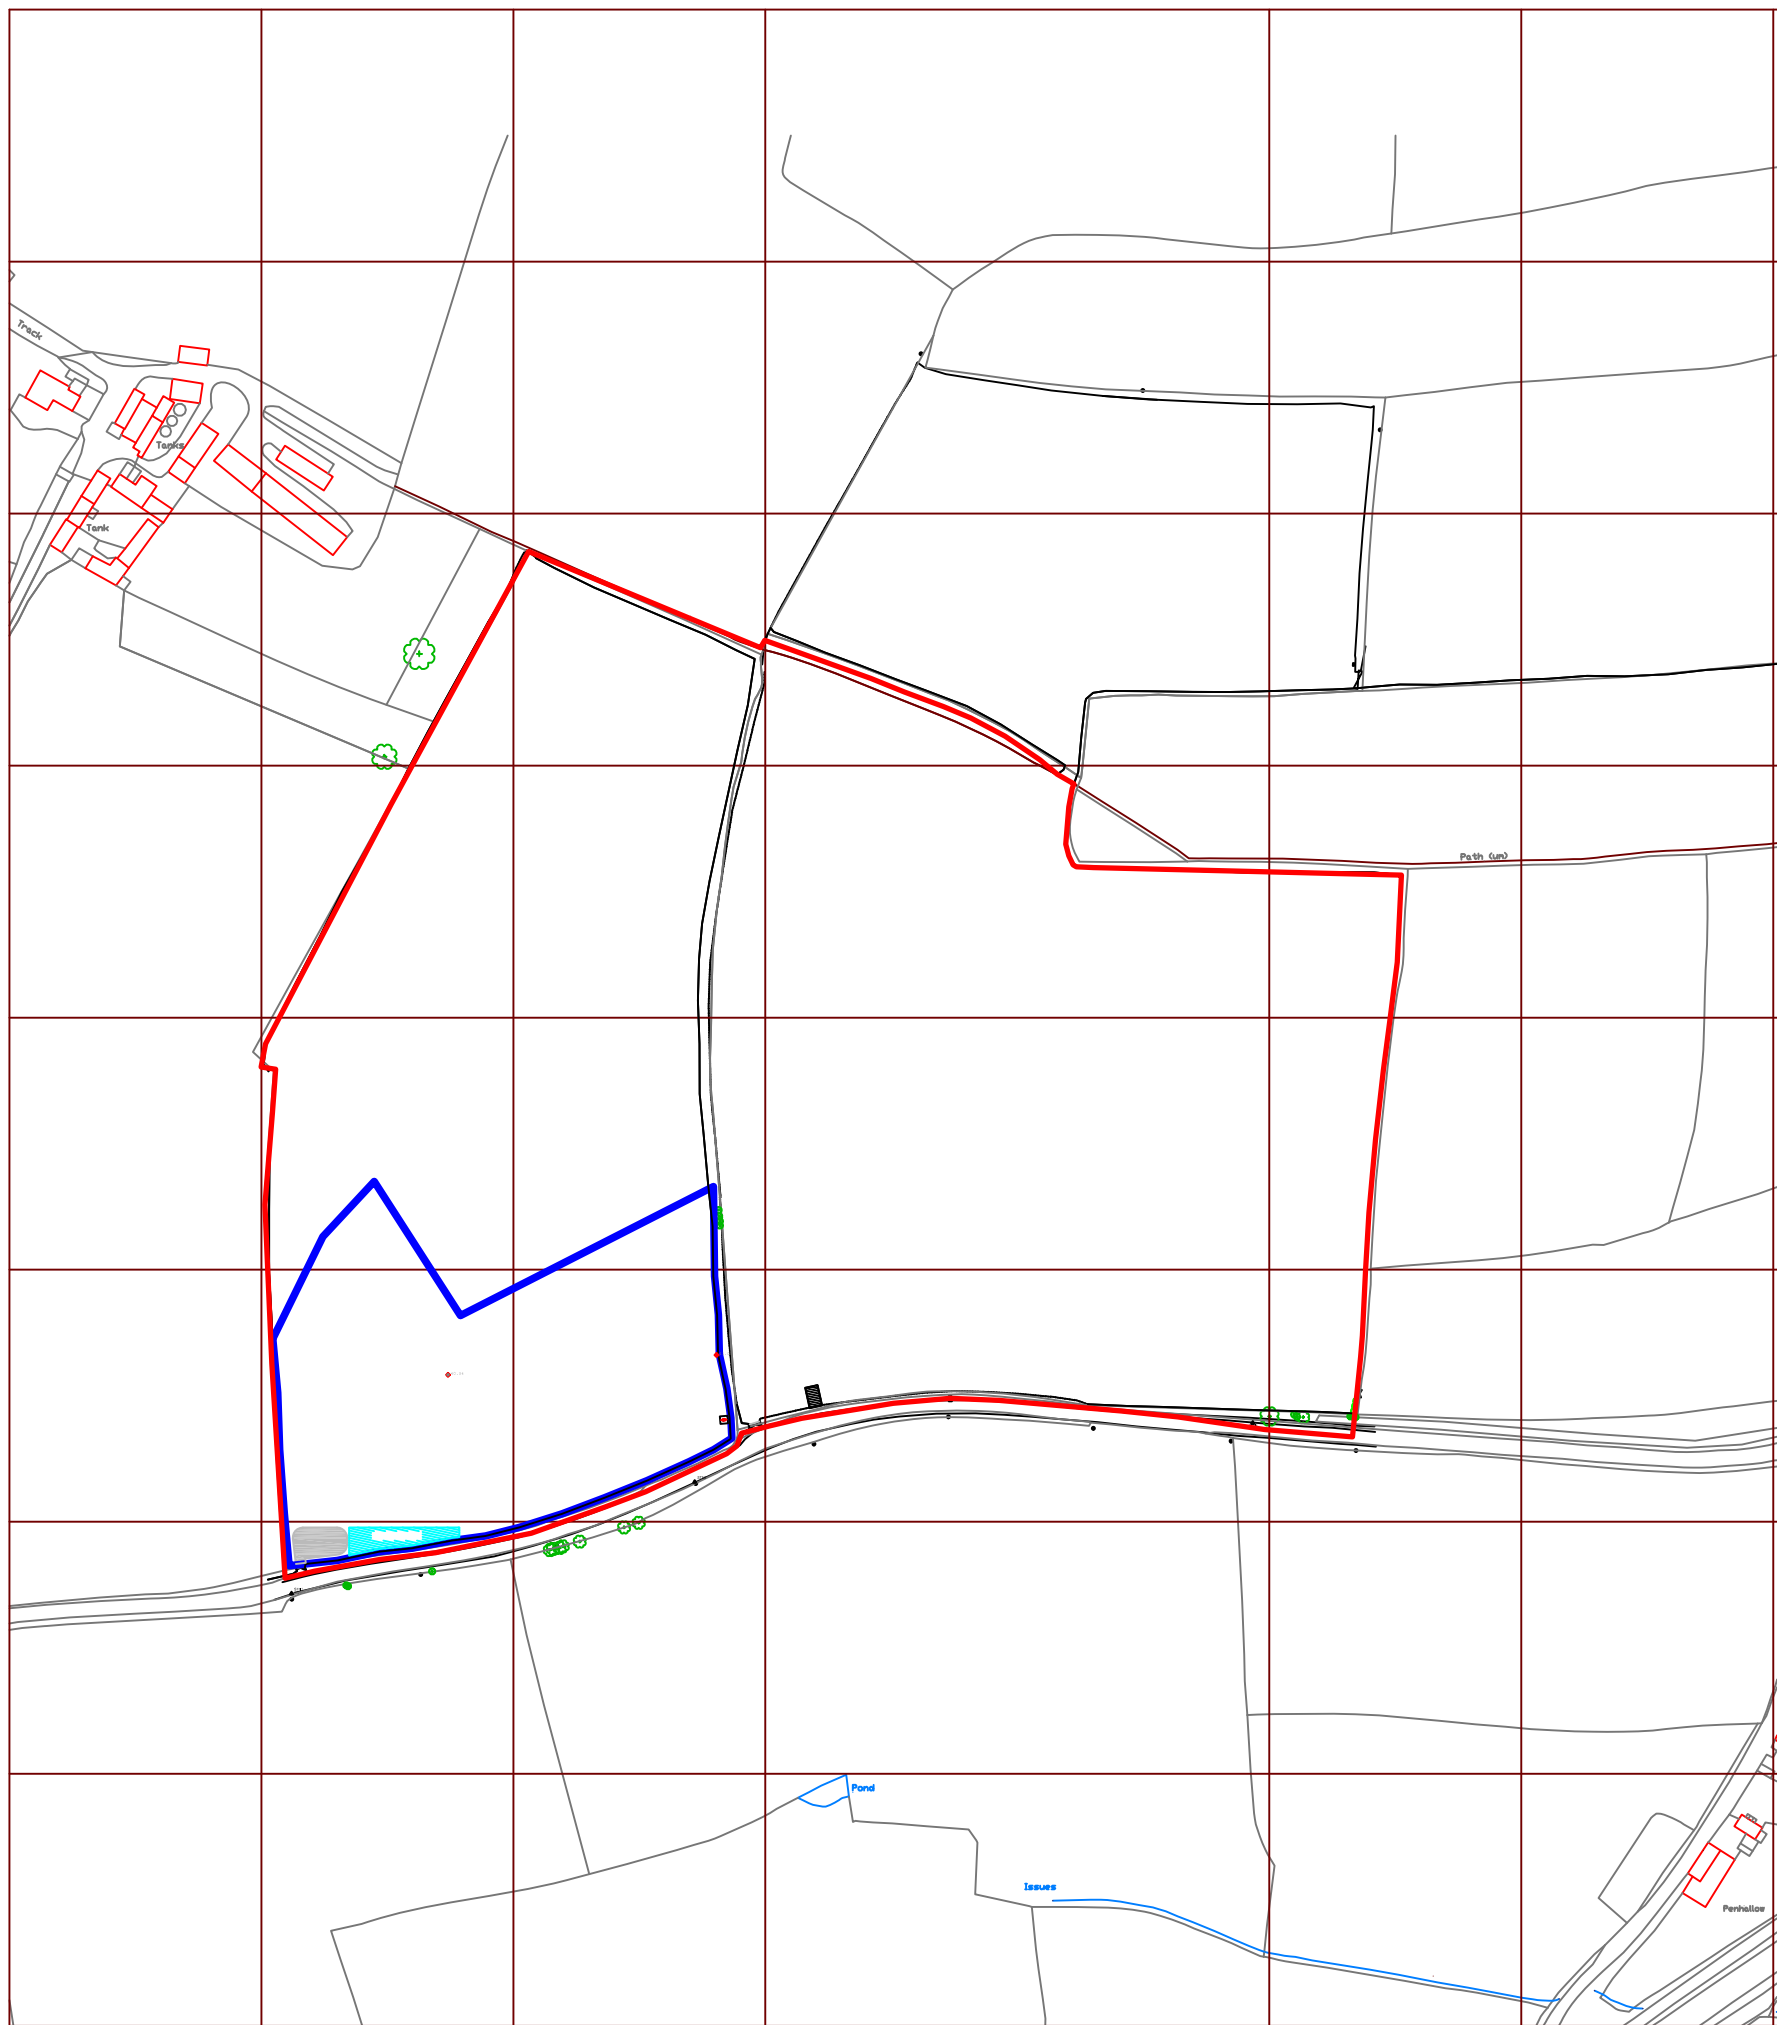 Track
Tanks
Tank
Path (um)
Pond
Issues
Penhallow